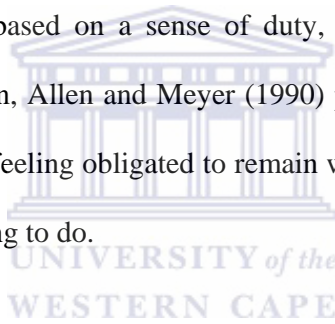 based on a sense of duty,
n, Allen and Meyer (1990)
feeling obligated to remain
ng to do.
UNIVERSITY of the
WESTERN CAPE